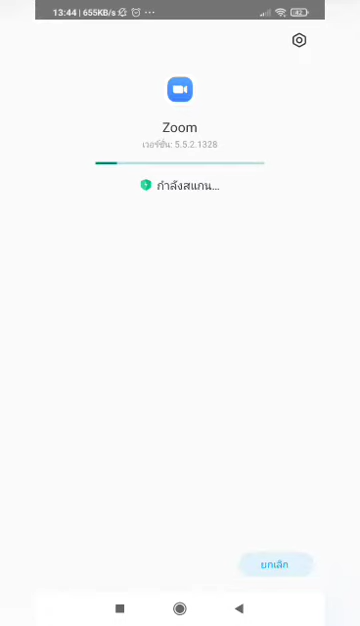 13:44 | 655KB/s
42
Zoom
เวอร์ชั่น: 5.5.2.1328
กำลังสแกน...
ยกเลิก